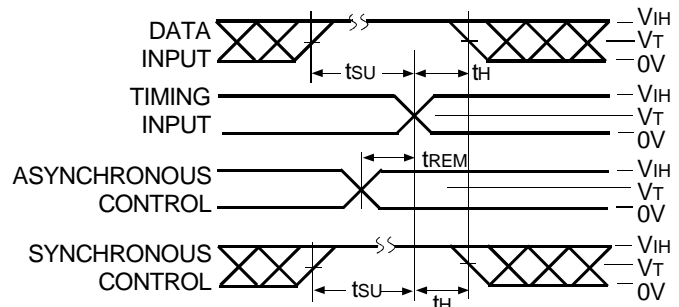 DATA
INPUT
tSU
tH
VIH
VT
0V
TIMING
INPUT
VIH
VT
0V
tREM
ASYNCHRONOUS
CONTROL
VIH
VT
0V
SYNCHRONOUS
CONTROL
tSU
tH
VIH
VT
0V